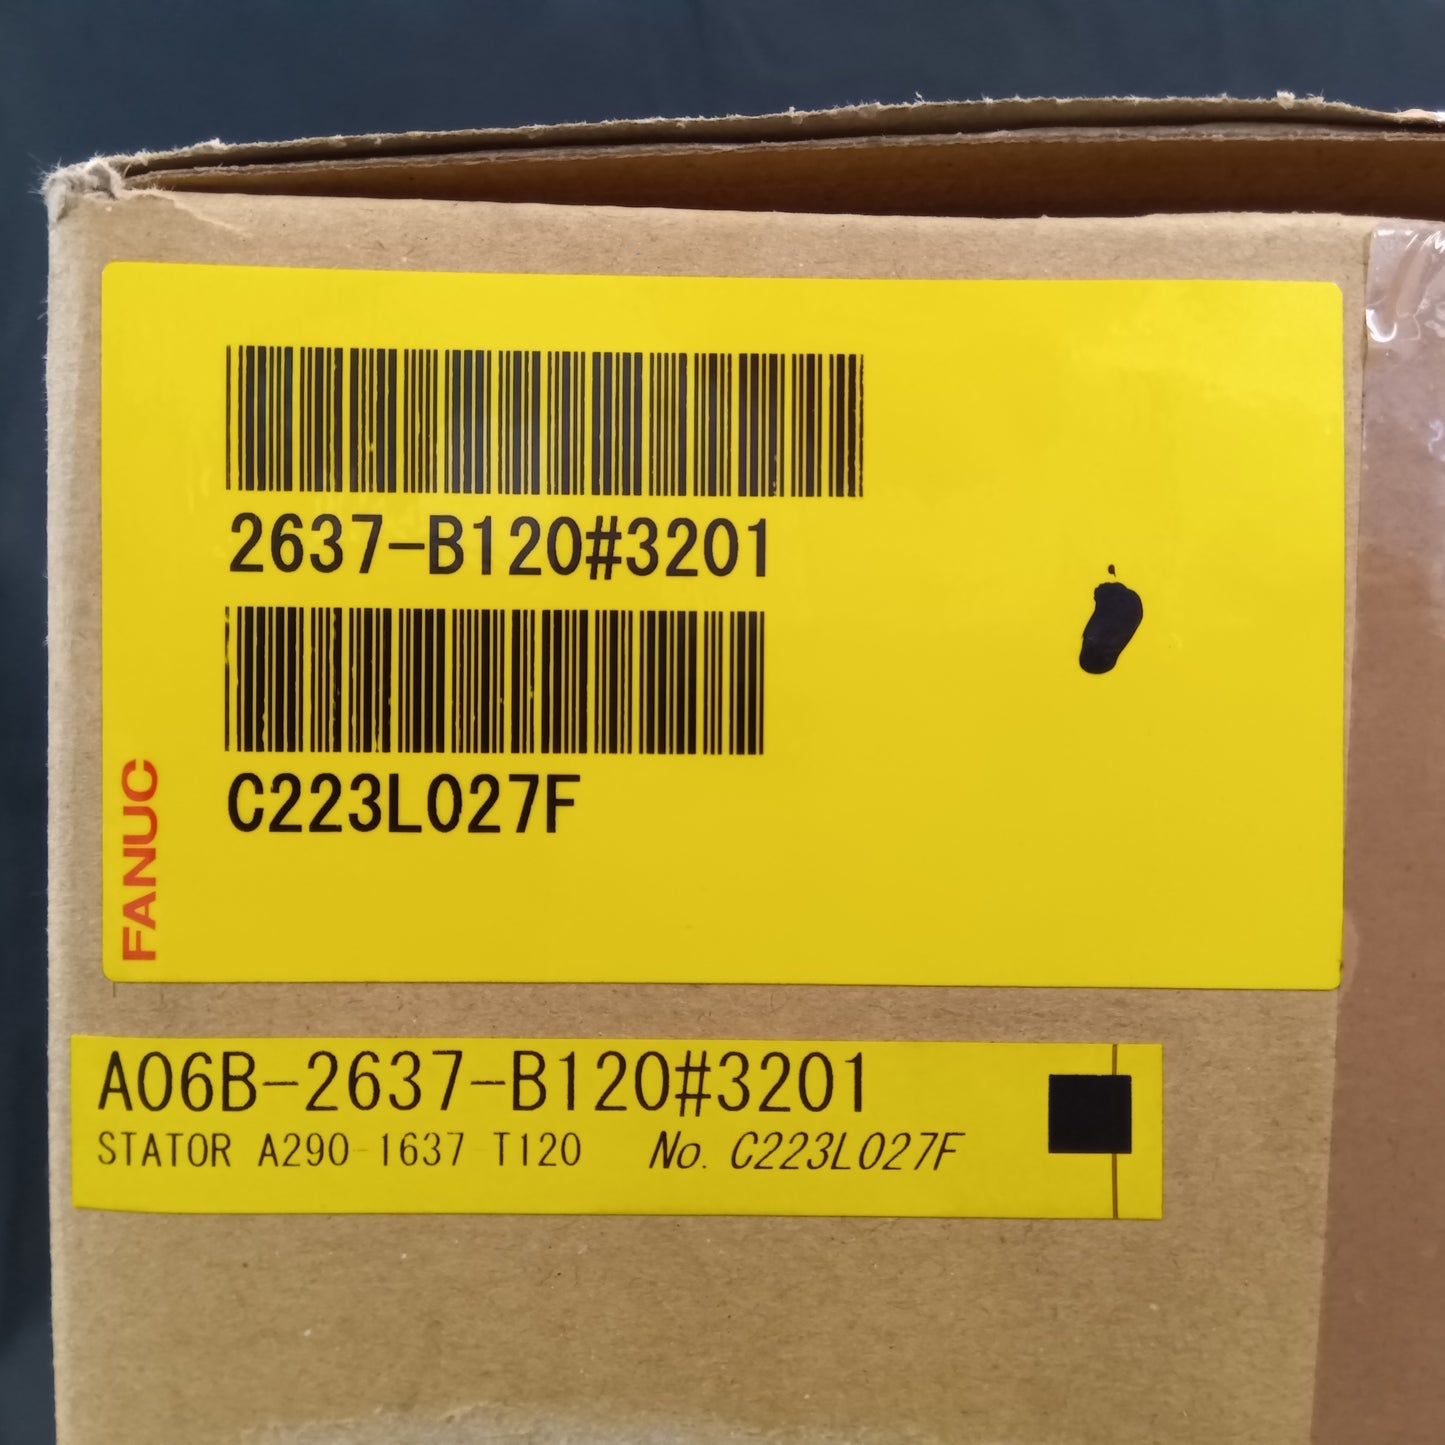 2637-B120#3201
C223L027F
FANUC
A06B-2637-B120#3201
STATOR A290-1637-T120 No. C223L027F